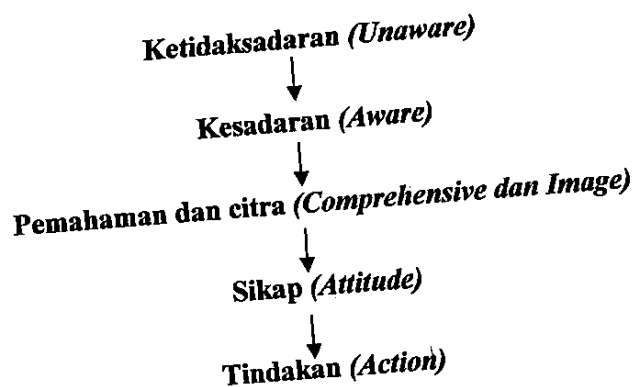 Ketidaksadaran (Unaware)
Kesadaran (Aware)
Pemahaman dan citra (Comprehensive dan Image)
Sikap (Attitude)
Tindakan (Action)